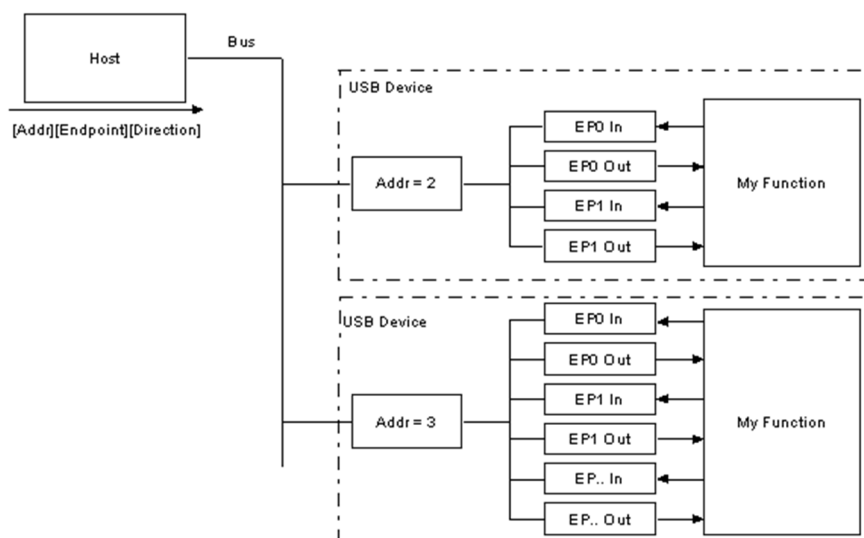 Host
Bus
[Addr][Endpoint][Direction]
USB Device
Addr = 2
EP0 In
EP0 Out
EP1 In
EP1 Out
My Function
USB Device
Addr = 3
EP0 In
EP0 Out
EP1 In
EP1 Out
EP.. In
EP.. Out
My Function